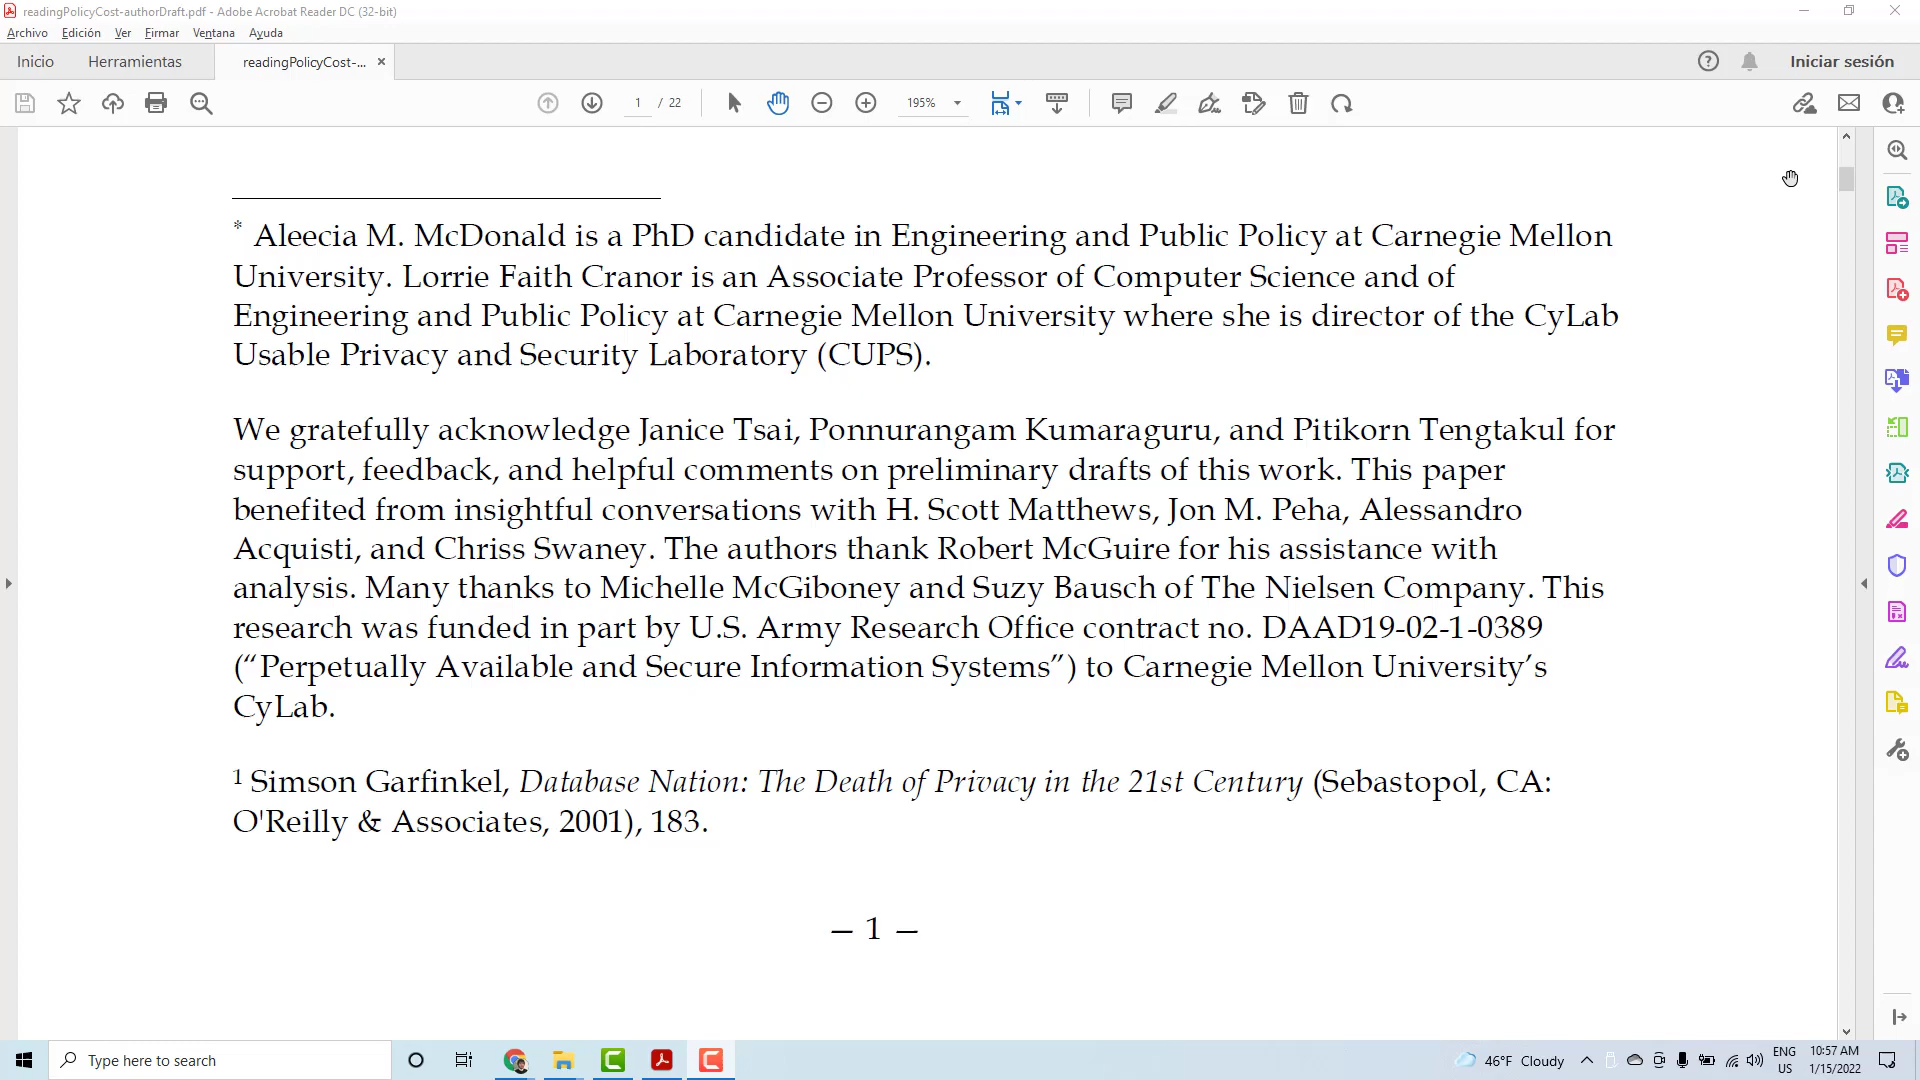 readingPolicyCost-authorDraft.pdf - Adobe Acrobat Reader DC (32-bit)
Archivo Edición Ver Firmar Ventana Ayuda
Inicio Herramientas readingPolicyCost-... × Iniciar sesión
1 / 22 195%
* Aleecia M. McDonald is a PhD candidate in Engineering and Public Policy at Carnegie Mellon
University. Lorrie Faith Cranor is an Associate Professor of Computer Science and of
Engineering and Public Policy at Carnegie Mellon University where she is director of the CyLab
Usable Privacy and Security Laboratory (CUPS).
We gratefully acknowledge Janice Tsai, Ponnurangam Kumaraguru, and Pitikorn Tengtakul for
support, feedback, and helpful comments on preliminary drafts of this work. This paper
benefited from insightful conversations with H. Scott Matthews, Jon M. Peha, Alessandro
Acquisti, and Chriss Swaney. The authors thank Robert McGuire for his assistance with
analysis. Many thanks to Michelle McGiboney and Suzy Bausch of The Nielsen Company. This
research was funded in part by U.S. Army Research Office contract no. DAAD19-02-1-0389
(“Perpetually Available and Secure Information Systems”) to Carnegie Mellon University’s
CyLab.
1 Simson Garfinkel, Database Nation: The Death of Privacy in the 21st Century (Sebastopol, CA:
O'Reilly & Associates, 2001), 183.
– 1 –
Type here to search 46°F Cloudy ENG 10:57 AM
US 1/15/2022